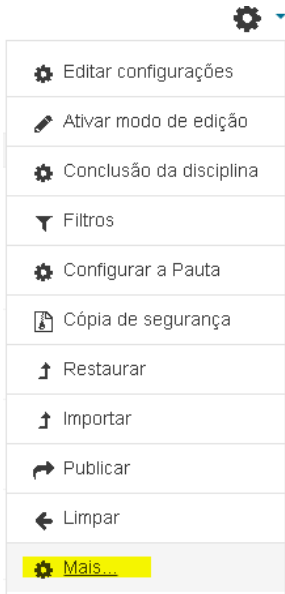 Editar configurações
Ativar modo de edição
Conclusão da disciplina
Filtros
Configurar a Pauta
Cópia de segurança
Restaurar
Importar
Publicar
Limpar
Mais...